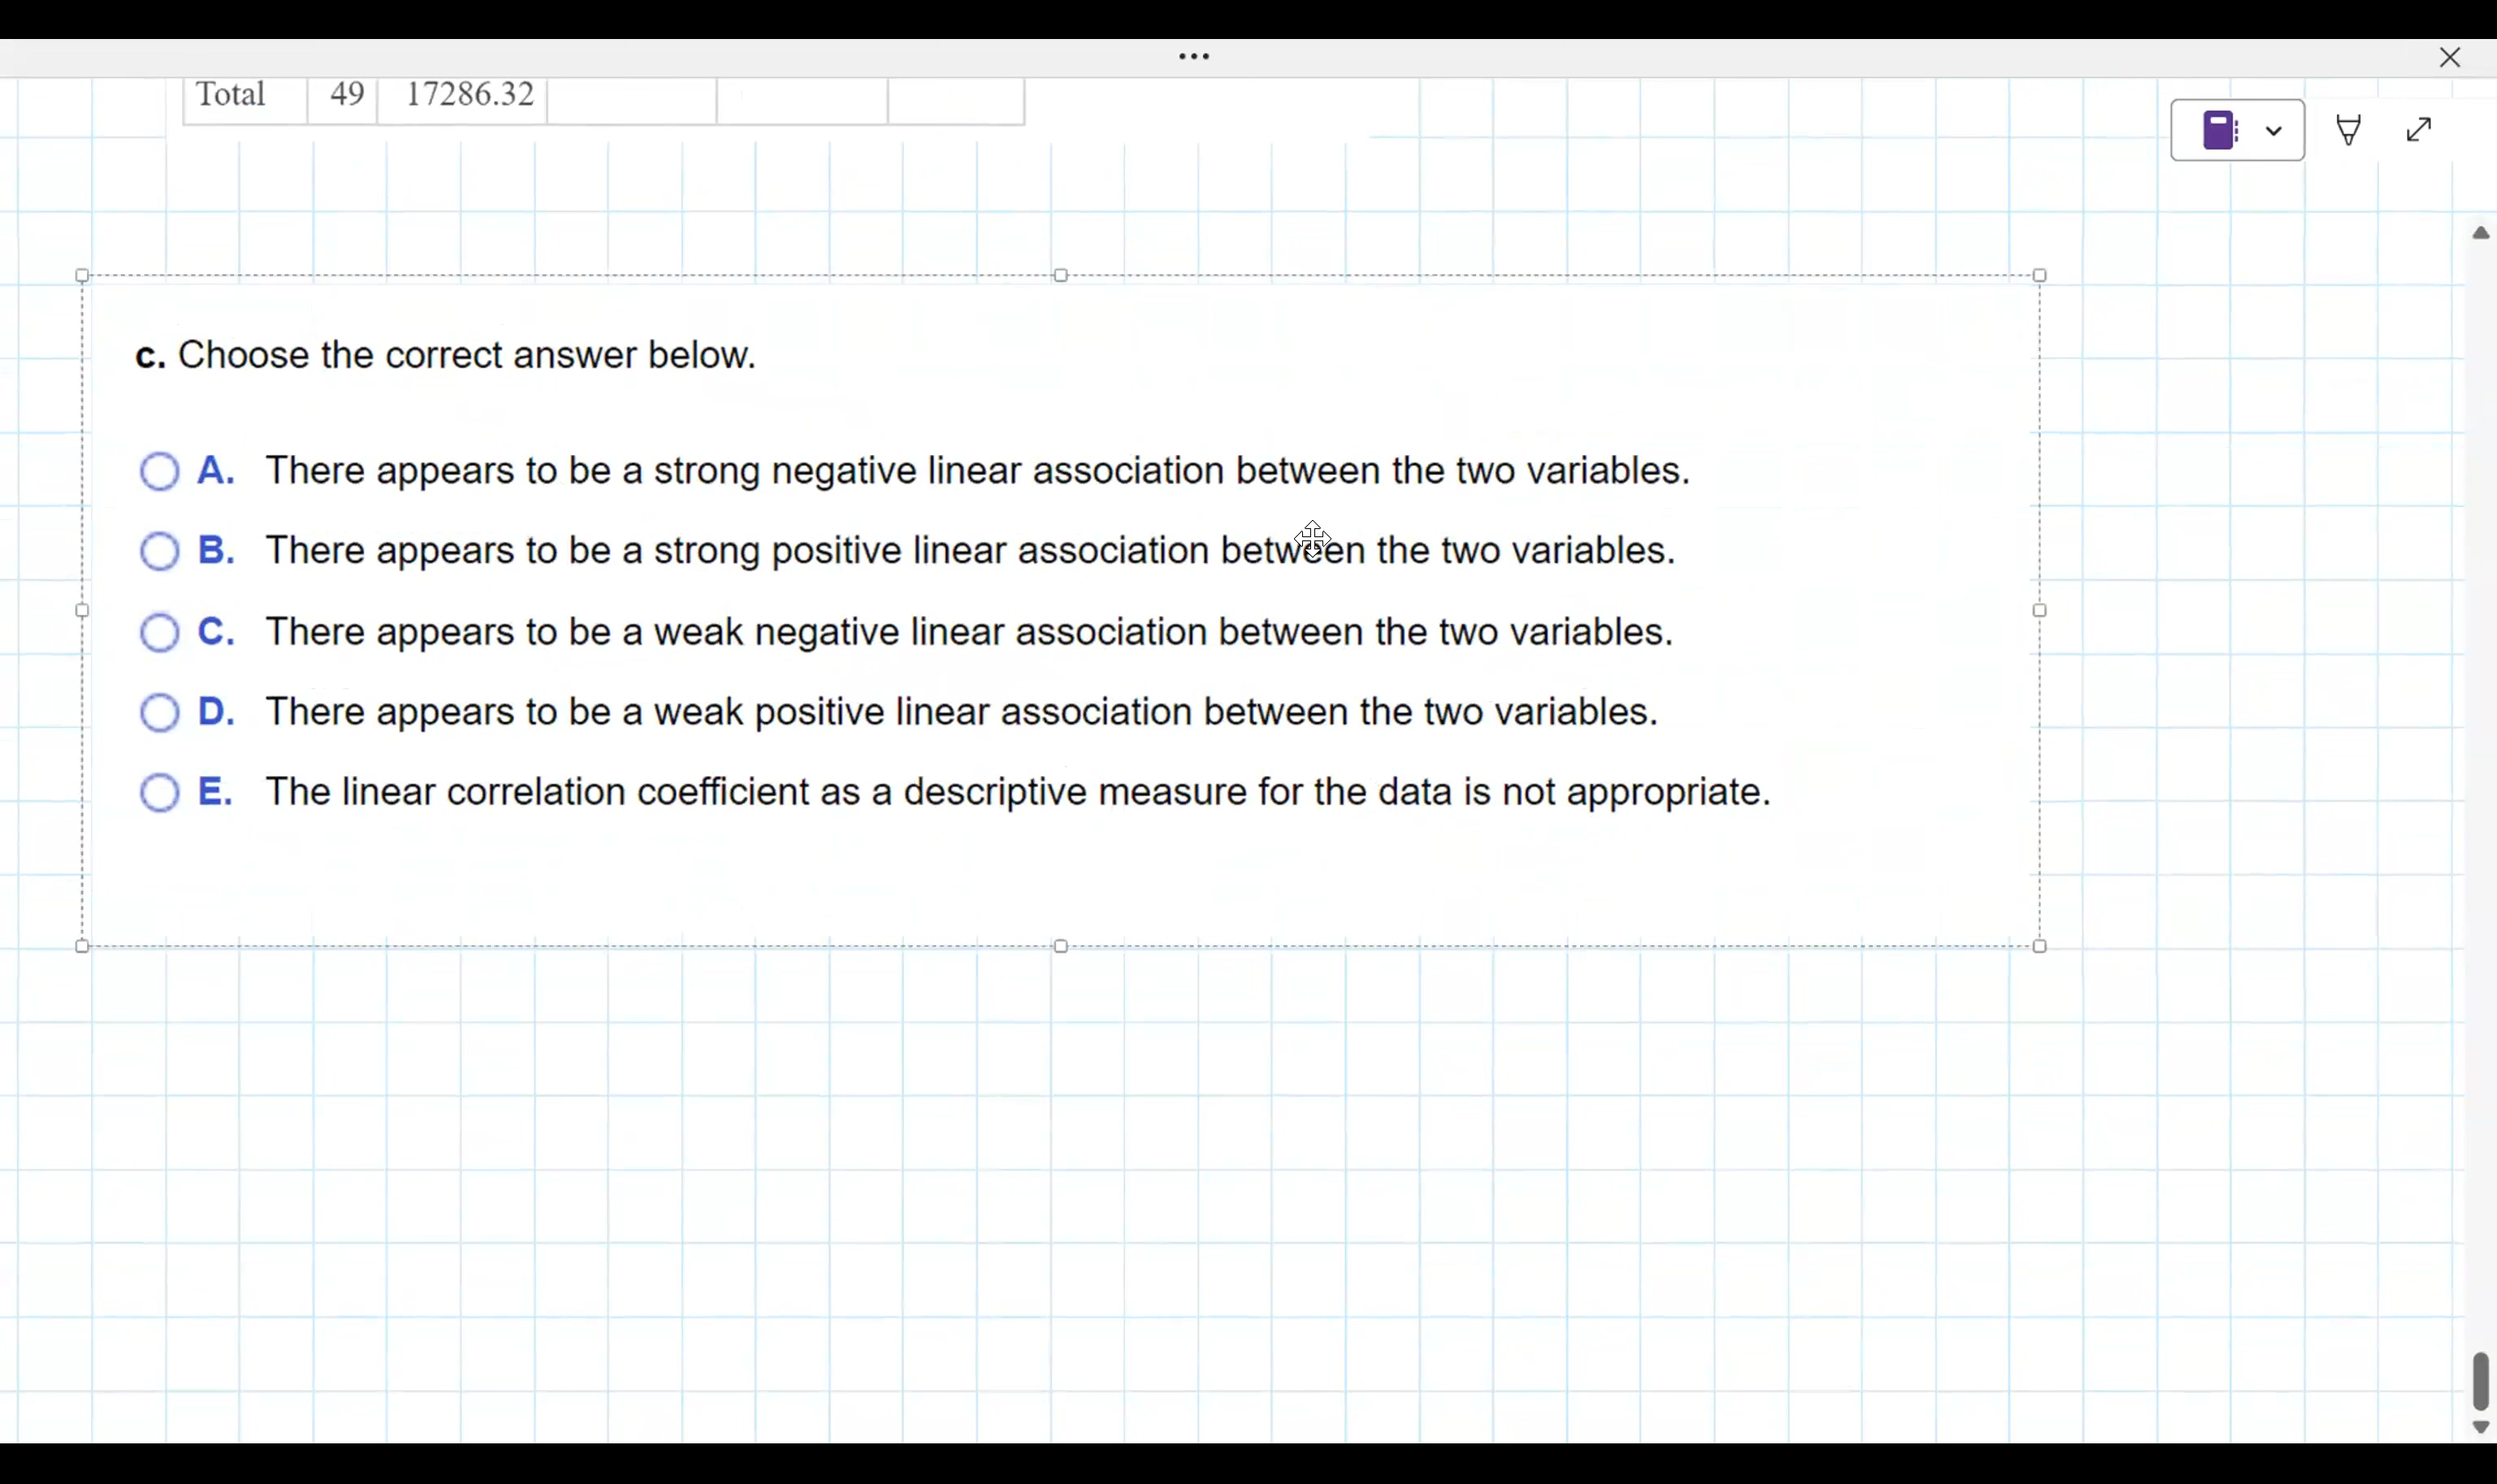 Total 49 17286.32
c. Choose the correct answer below.
A. There appears to be a strong negative linear association between the two variables.
B. There appears to be a strong positive linear association between the two variables.
C. There appears to be a weak negative linear association between the two variables.
D. There appears to be a weak positive linear association between the two variables.
E. The linear correlation coefficient as a descriptive measure for the data is not appropriate.